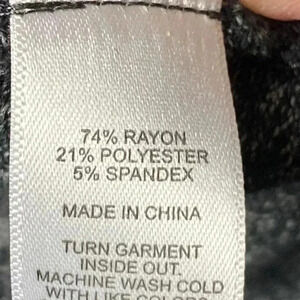 74% RAYON
21% POLYESTER
5% SPANDEX
MADE IN CHINA
TURN GARMENT
INSIDE OUT.
MACHINE WASH COLD
WITH LIKE COLORS